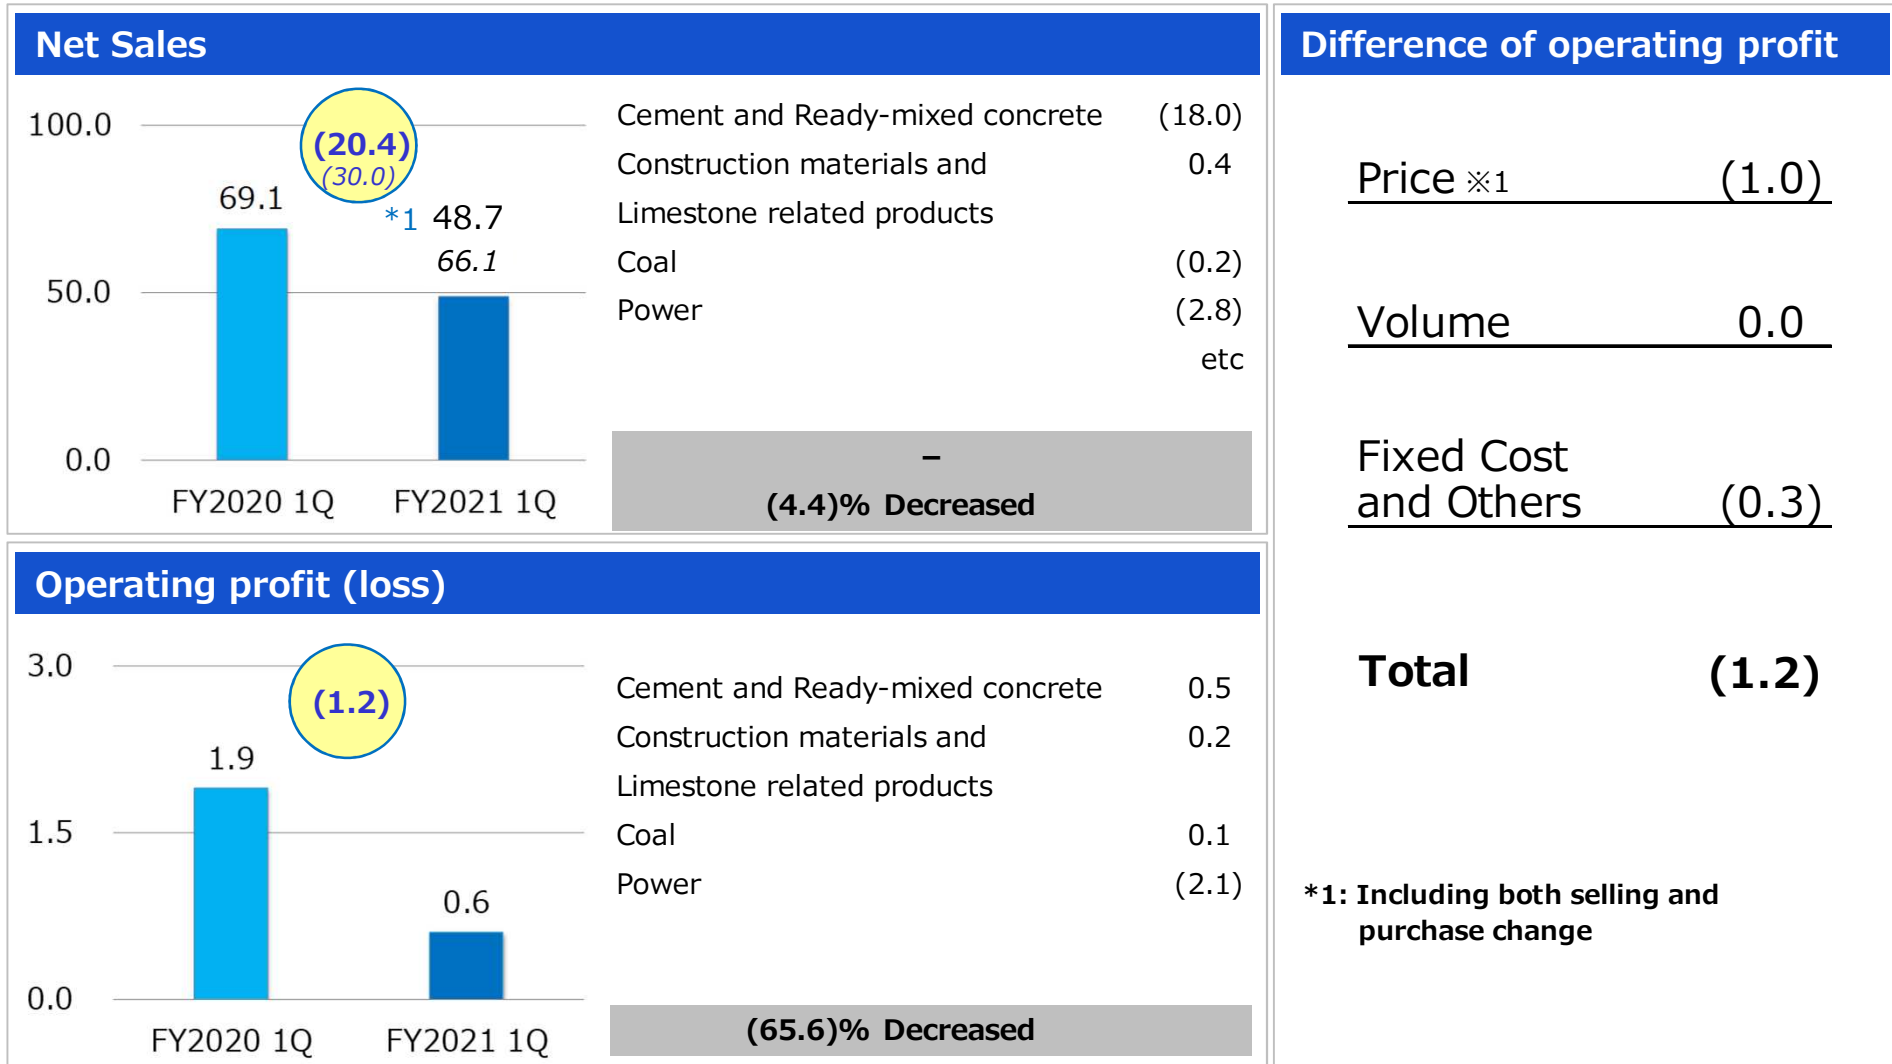 Net Sales
100.0
50.0
0.0
(20.4)
(30.0)
69.1
*1 48.7
66.1
FY2020 1Q FY2021 1Q
Cement and Ready-mixed concrete (18.0)
Construction materials and 0.4
Limestone related products
Coal (0.2)
Power (2.8)
etc
–
(4.4)% Decreased
Operating profit (loss)
3.0
1.5
0.0
(1.2)
1.9
0.6
FY2020 1Q FY2021 1Q
Cement and Ready-mixed concrete 0.5
Construction materials and 0.2
Limestone related products
Coal 0.1
Power (2.1)
(65.6)% Decreased
Difference of operating profit
Price ※1 (1.0)
Volume 0.0
Fixed Cost
and Others (0.3)
Total (1.2)
*1: Including both selling and
purchase change